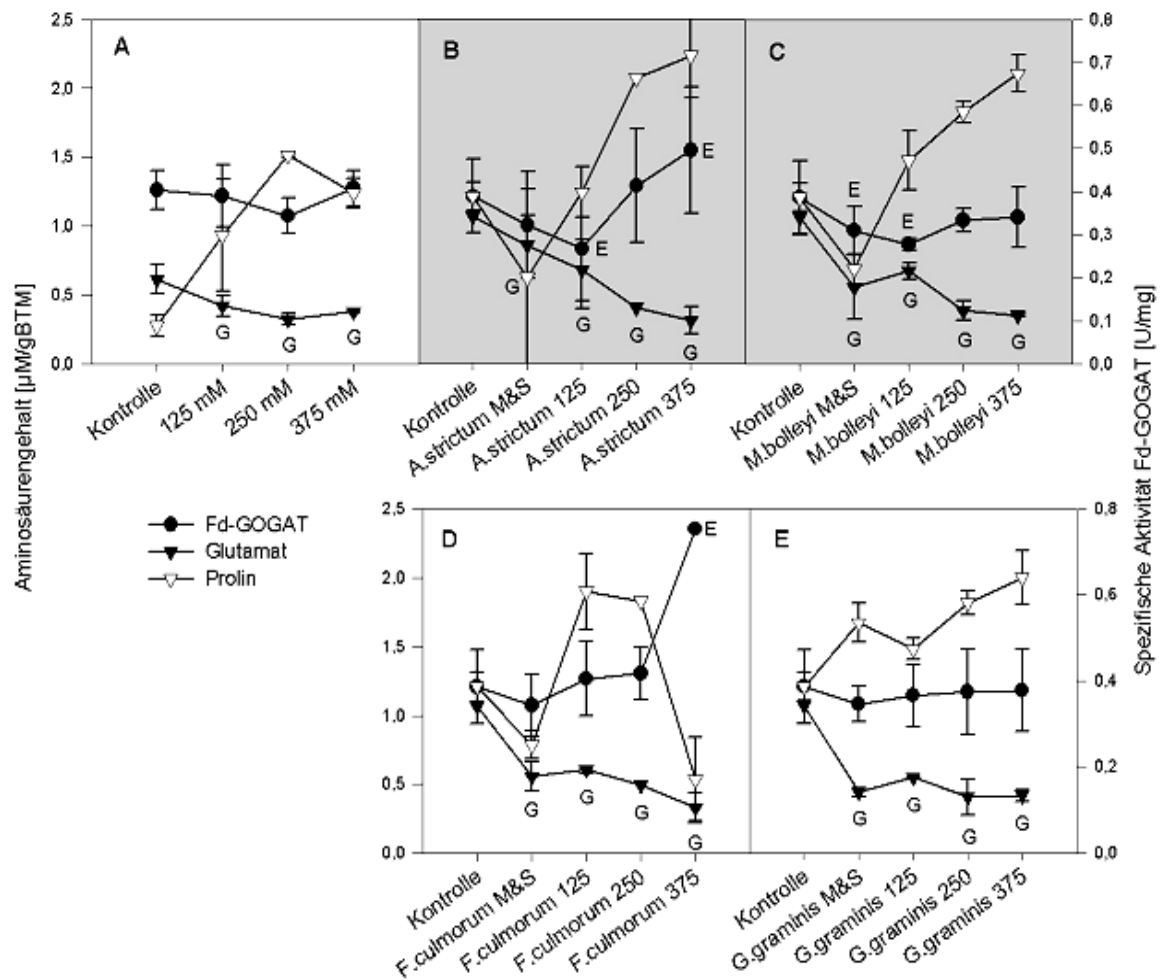 Aminosäurengehalt [µM/gBTM]
Spezifische Aktivität Fd-GOGAT [U/mg]
2.5
2.0
1.5
1.0
0.5
0.0
A
G
G
G
Kontrolle
125 mM
250 mM
375 mM
B
G
E
G
G
E
G
Kontrolle
A.strictum M&S
A.strictum 125
A.strictum 250
A.strictum 375
C
E
E
G
G
G
G
Kontrolle
M.bolleyi M&S
M.bolleyi 125
M.bolleyi 250
M.bolleyi 375
0,8
0,7
0,6
0,5
0,4
0,3
0,2
0,1
0,0
Fd-GOGAT
Glutamat
Prolin
2.5
2.0
1.5
1.0
0.5
0.0
D
E
G
G
G
G
Kontrolle
F.culmorum M&S
F.culmorum 125
F.culmorum 250
F.culmorum 375
E
G
G
G
G
Kontrolle
G.graminis M&S
G.graminis 125
G.graminis 250
G.graminis 375
0,8
0,6
0,4
0,2
0,0